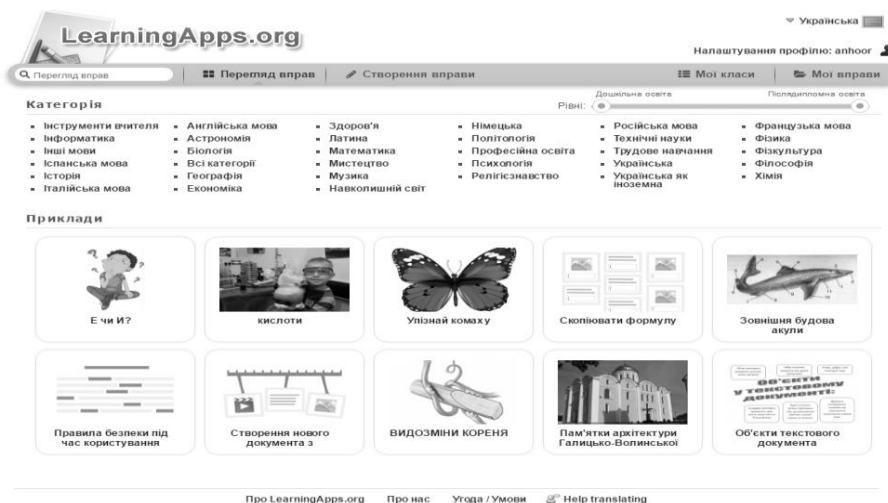 Українська
LearningApps.org
Налаштування профілю: anhoor
Перегляд вправ
Перегляд вправ
Створення вправи
Мої класи
Мої вправи
Категорія
Рівні:
Дошкільна освіта
Післядипломна освіта
Інструменти вчителя
Інформатика
Інші мови
Іспанська мова
Історія
Італійська мова
Англійська мова
Астрономія
Біологія
Всі категорії
Географія
Економіка
Здоров'я
Латина
Математика
Мистецтво
Музика
Навколишній світ
Німецька
Політологія
Професійна освіта
Психологія
Релігієзнавство
Російська мова
Технічні науки
Трудове навчання
Українська
Українська як
іноземна
Французька мова
Фізика
Фізкультура
Філософія
Хімія
Приклади
Е чи И?
кислоти
Упізнай комаху
Скопіювати формулу
Зовнішня будова
акули
Правила безпеки під
час користування
Створення нового
документа з
ВИДОЗМІНИ КОРЕНЯ
Пам'ятки архітектури
Галицько-Волинської
ОБ'ЄКТИ
У ТЕКСТОВОМУ
ДОКУМЕНТІ:
Об'єкти текстового
документа
Про LearningApps.org
Про нас
Угода / Умови
Help translating